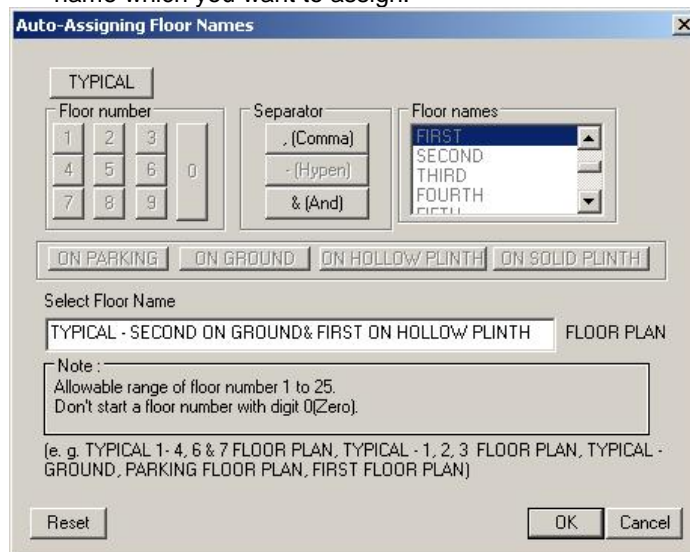 name which you want to assign.
Auto-Assigning Floor Names
TYPICAL
Floor number
Separator
Floor names
1 2 3
4 5 6 0
7 8 9
, (Comma)
- (Hypen)
& (And)
FIRST
SECOND
THIRD
FOURTH
FIFTH
ON PARKING ON GROUND ON HOLLOW PLINTH ON SOLID PLINTH
Select Floor Name
TYPICAL - SECOND ON GROUND& FIRST ON HOLLOW PLINTH FLOOR PLAN
Note :
Allowable range of floor number 1 to 25.
Don't start a floor number with digit 0(Zero).
(e. g. TYPICAL 1- 4, 6 & 7 FLOOR PLAN, TYPICAL - 1, 2, 3 FLOOR PLAN, TYPICAL -
GROUND, PARKING FLOOR PLAN, FIRST FLOOR PLAN)
Reset OK Cancel